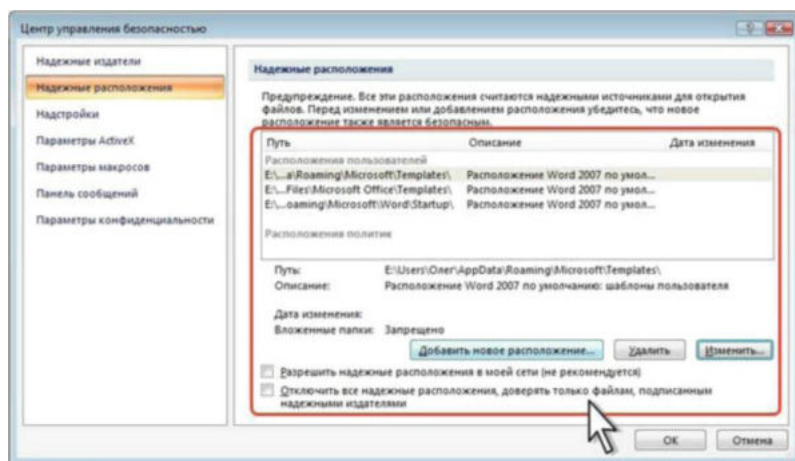 Центр управления безопасностью
Надежные издатели
Надежные расположения
Надстройки
Параметры ActiveX
Параметры макросов
Панель сообщений
Параметры конфиденциальности
Надежные расположения
Предупреждение. Все эти расположения считаются надежными источниками для открытия
файлов. Перед изменением или добавлением расположения убедитесь, что новое
расположение также является безопасным.
Путь Описание Дата изменения
Расположения пользователей
E:\...a\Roaming\Microsoft\Templates\ Расположение Word 2007 по умол...
E:\...Files\Microsoft Office\Templates\ Расположение Word 2007 по умол...
E:\...oaming\Microsoft\Word\Startup\ Расположение Word 2007 по умол...
Расположения политик
Путь: E:\Users\Олег\AppData\Roaming\Microsoft\Templates\
Описание: Расположение Word 2007 по умолчанию: шаблоны пользователя
Дата изменения:
Вложенные папки: Запрещено
Добавить новое расположение... Удалить Изменить...
Разрешить надежные расположения в моей сети (не рекомендуется)
Отключить все надежные расположения, доверять только файлам, подписанным
надежными издателями
ОК Отмена